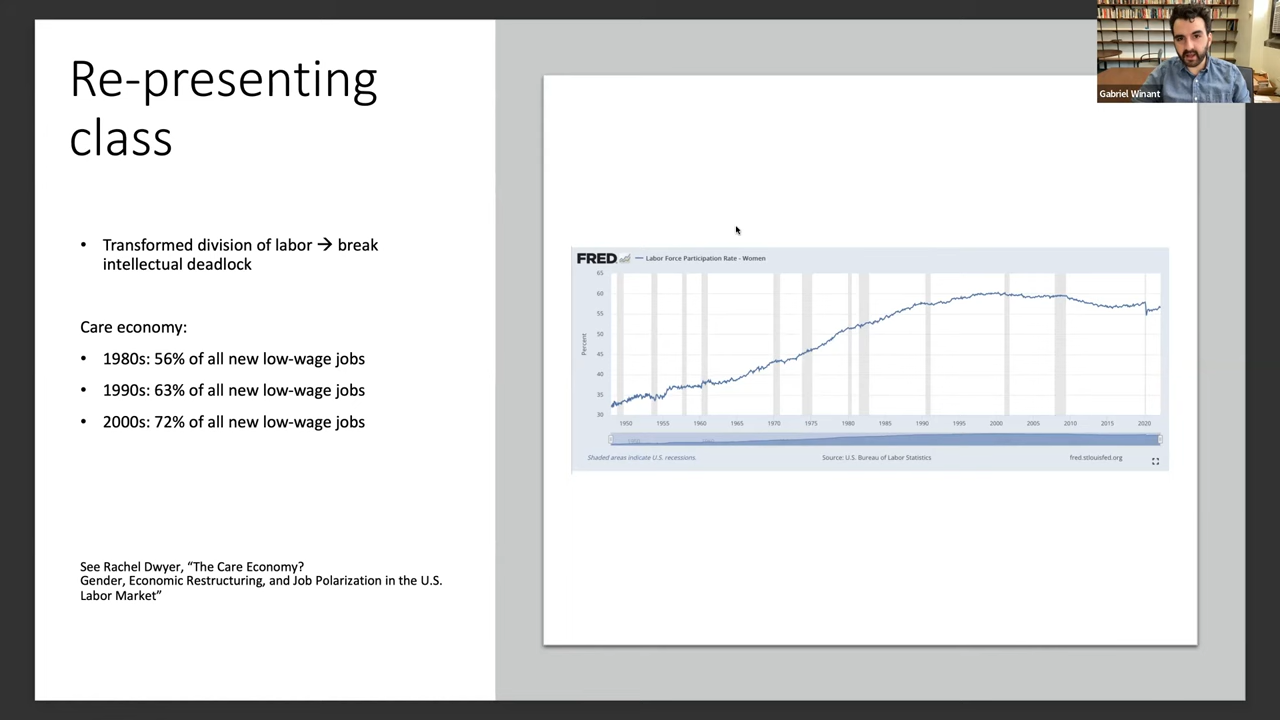 Re-presenting
class
• Transformed division of labor → break
intellectual deadlock
Care economy:
• 1980s: 56% of all new low-wage jobs
• 1990s: 63% of all new low-wage jobs
• 2000s: 72% of all new low-wage jobs
See Rachel Dwyer, “The Care Economy?
Gender, Economic Restructuring, and Job Polarization in the U.S.
Labor Market”
Gabriel Winant
FRED — Labor Force Participation Rate - Women
65
60
55
50
45
40
35
30
Percent
1950 1955 1960 1965 1970 1975 1980 1985 1990 1995 2000 2005 2010 2015 2020
Shaded areas indicate U.S. recessions. Source: U.S. Bureau of Labor Statistics fred.stlouisfed.org